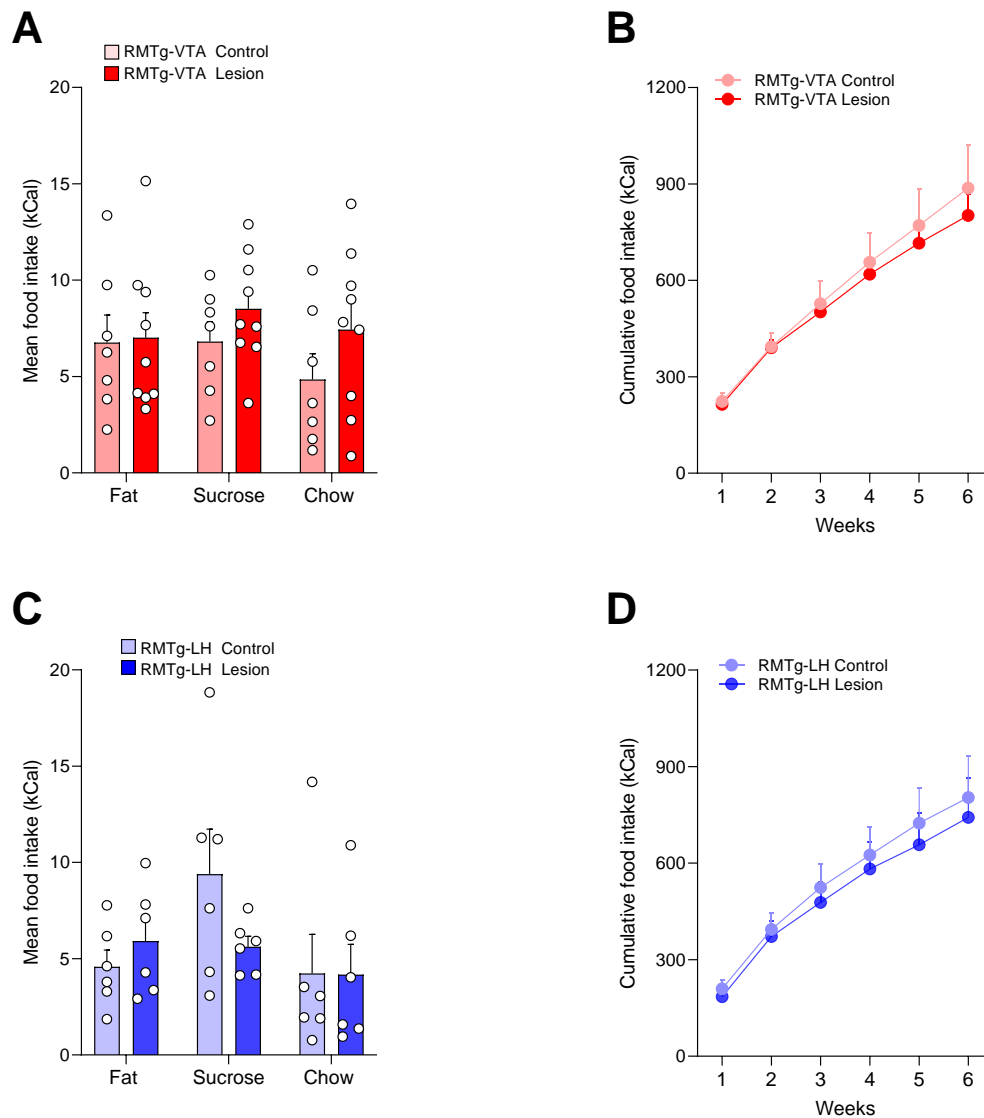 A
RMTg-VTA Control
RMTg-VTA Lesion
Mean food intake (kCal)
20
15
10
5
0
Fat Sucrose Chow
B
RMTg-VTA Control
RMTg-VTA Lesion
Cumulative food intake (kCal)
1200
900
600
300
0
1 2 3 4 5 6
Weeks
C
RMTg-LH Control
RMTg-LH Lesion
Mean food intake (kCal)
20
15
10
5
0
Fat Sucrose Chow
D
RMTg-LH Control
RMTg-LH Lesion
Cumulative food intake (kCal)
1200
900
600
300
0
1 2 3 4 5 6
Weeks